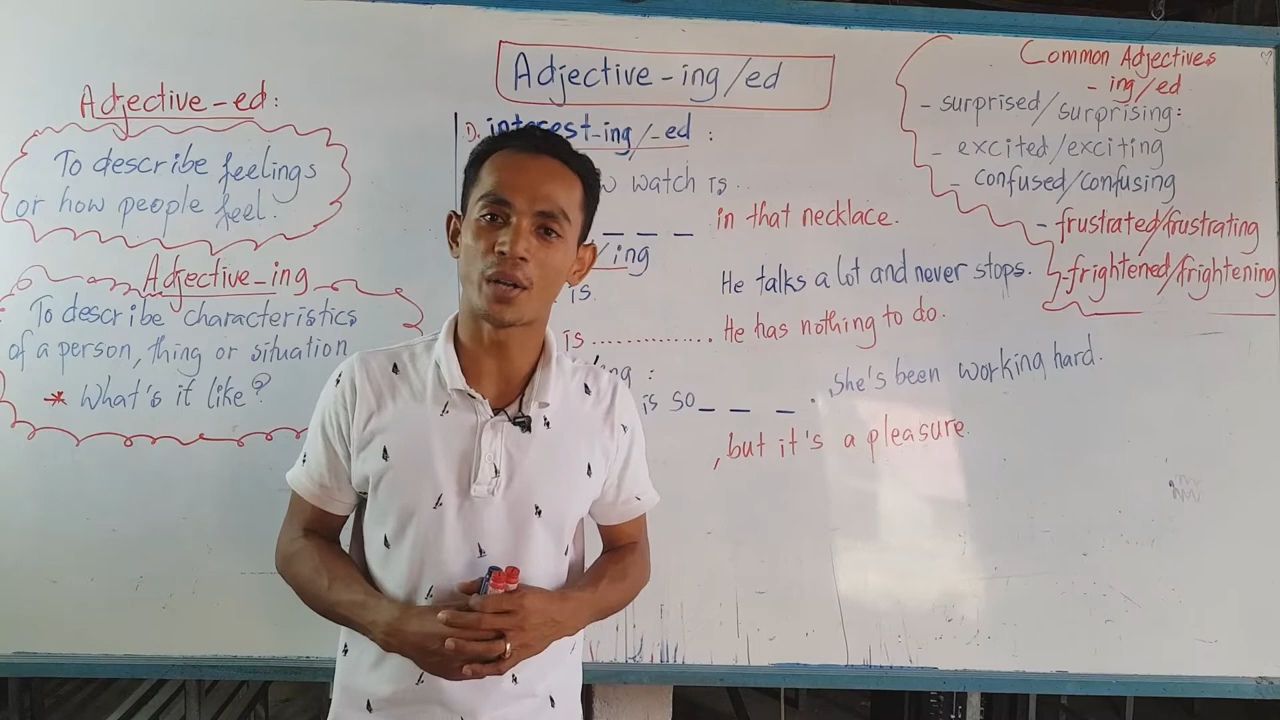 Adjective-ing/ed
Adjective-ed:
To describe feelings
or how people feel.
Adjective-ing
To describe characteristics
of a person, thing or situation
* What's it like?
interest-ing/-ed :
watch is
_ _ _ in that necklace.
/ing
is. He talks a lot and never stops.
is .............. He has nothing to do.
:
is so _ _ _ . She's been working hard.
, but it's a pleasure.
Common Adjectives
- ing/ed
- surprised/surprising:
- excited/exciting
- confused/confusing
- frustrated/frustrating
- frightened/frightening